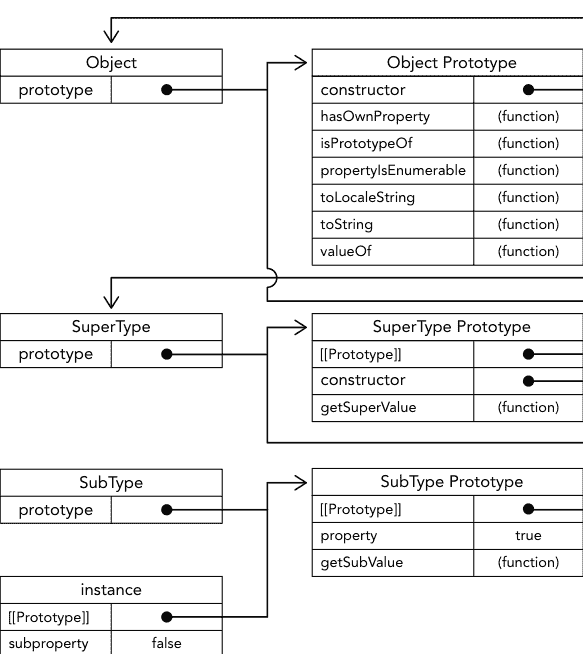 Object
prototype
Object Prototype
constructor
hasOwnProperty (function)
isPrototypeOf (function)
propertyIsEnumerable (function)
toLocaleString (function)
toString (function)
valueOf (function)
SuperType
prototype
SuperType Prototype
[[Prototype]]
constructor
getSuperValue (function)
SubType
prototype
SubType Prototype
[[Prototype]]
property true
getSubValue (function)
instance
[[Prototype]]
subproperty false